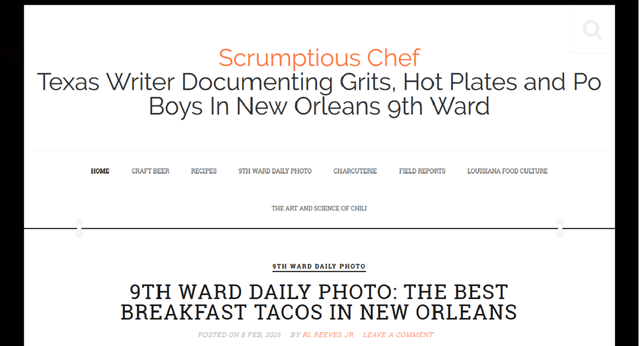 Scrumptious Chef
Texas Writer Documenting Grits, Hot Plates and Po
Boys In New Orleans 9th Ward
HOME CRAFT BEER RECIPES 9TH WARD DAILY PHOTO CHARCUTERIE FIELD REPORTS LOUISIANA FOOD CULTURE
THE ART AND SCIENCE OF CHILI
9TH WARD DAILY PHOTO
9TH WARD DAILY PHOTO: THE BEST
BREAKFAST TACOS IN NEW ORLEANS
POSTED ON 8 FEB, 2016 BY RL REEVES JR LEAVE A COMMENT